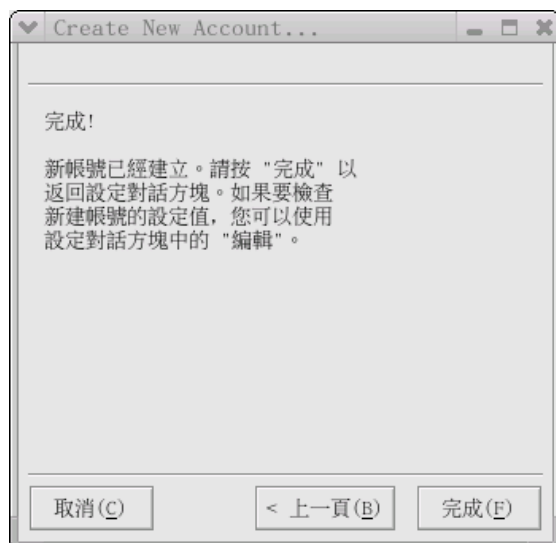 Create New Account...
完成!
新帳號已經建立。請按 "完成" 以
返回設定對話方塊。如果要檢查
新建帳號的設定值, 您可以使用
設定對話方塊中的 "編輯"。
取消(C)
< 上一頁(B)
完成(F)